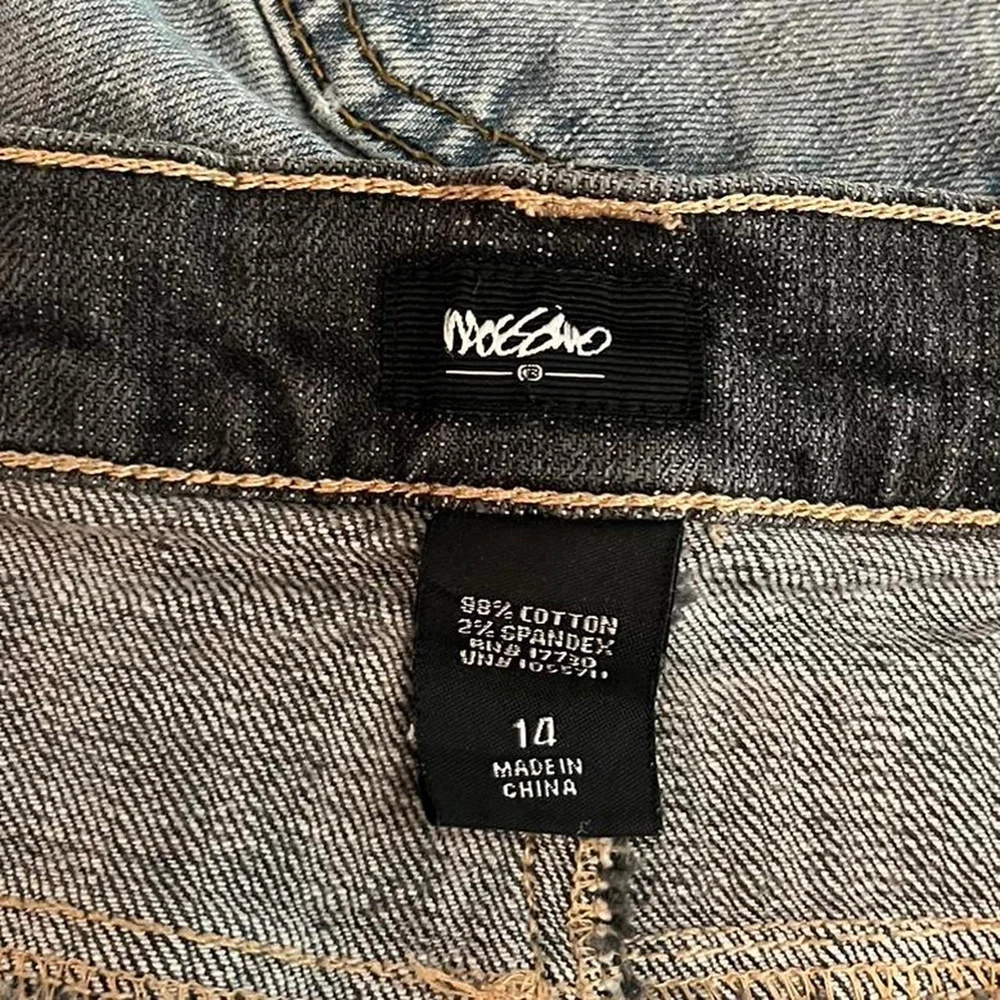 mossimo
98% COTTON
2% SPANDEX
RN# 17730
14
MADE IN
CHINA